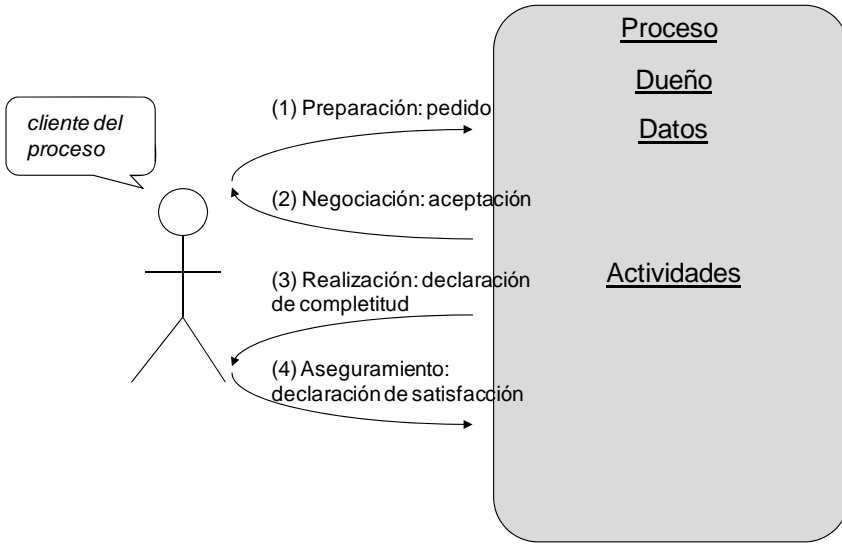 Proceso
Dueño
Datos
Actividades
cliente del
proceso
(1) Preparación: pedido
(2) Negociación: aceptación
(3) Realización: declaración
de completitud
(4) Aseguramiento:
declaración de satisfacción